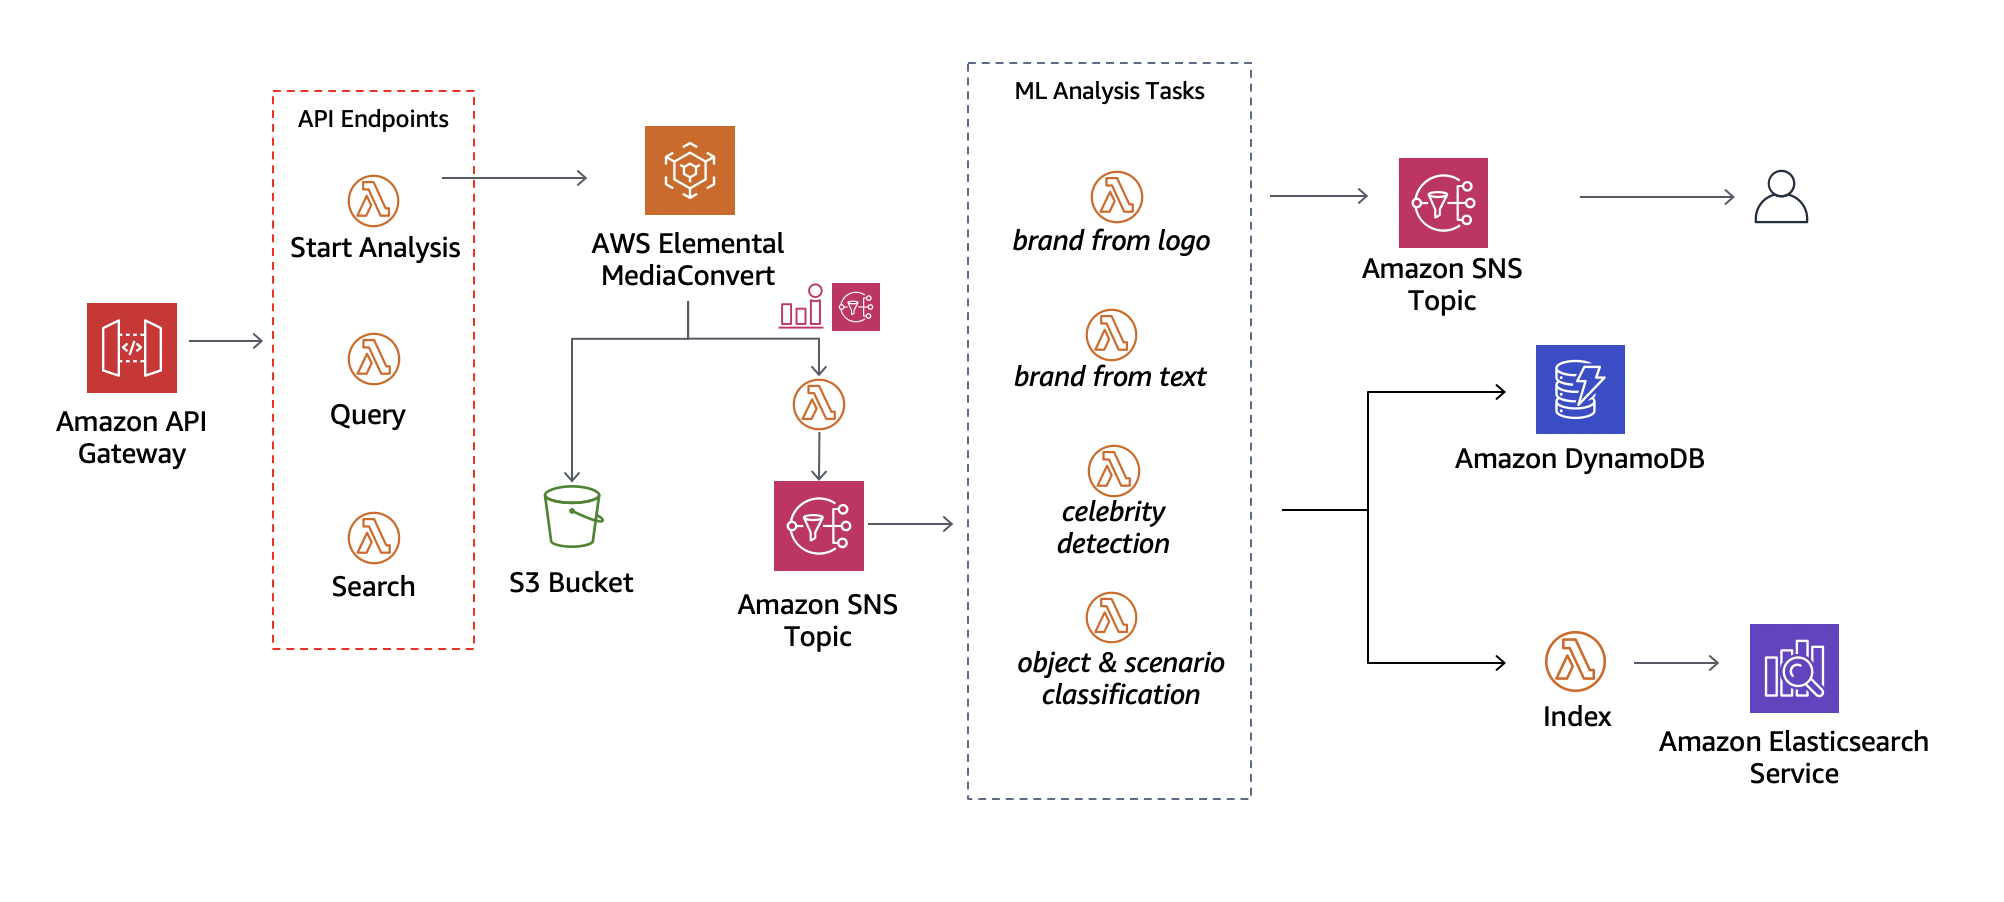 API Endpoints
Start Analysis
Query
Search
Amazon API
Gateway
AWS Elemental
MediaConvert
S3 Bucket
Amazon SNS
Topic
ML Analysis Tasks
brand from logo
brand from text
celebrity
detection
object & scenario
classification
Amazon SNS
Topic
Amazon DynamoDB
Index
Amazon Elasticsearch
Service